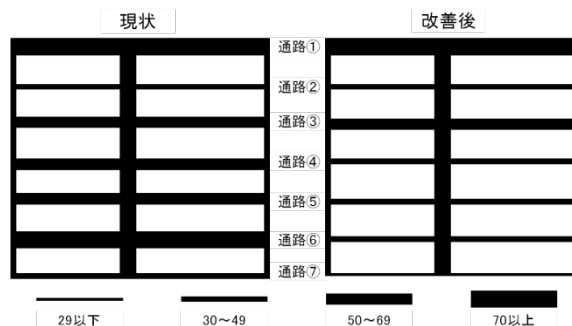 現状
改善後
通路①
通路②
通路③
通路④
通路⑤
通路⑥
通路⑦
29以下
30～49
50～69
70以上